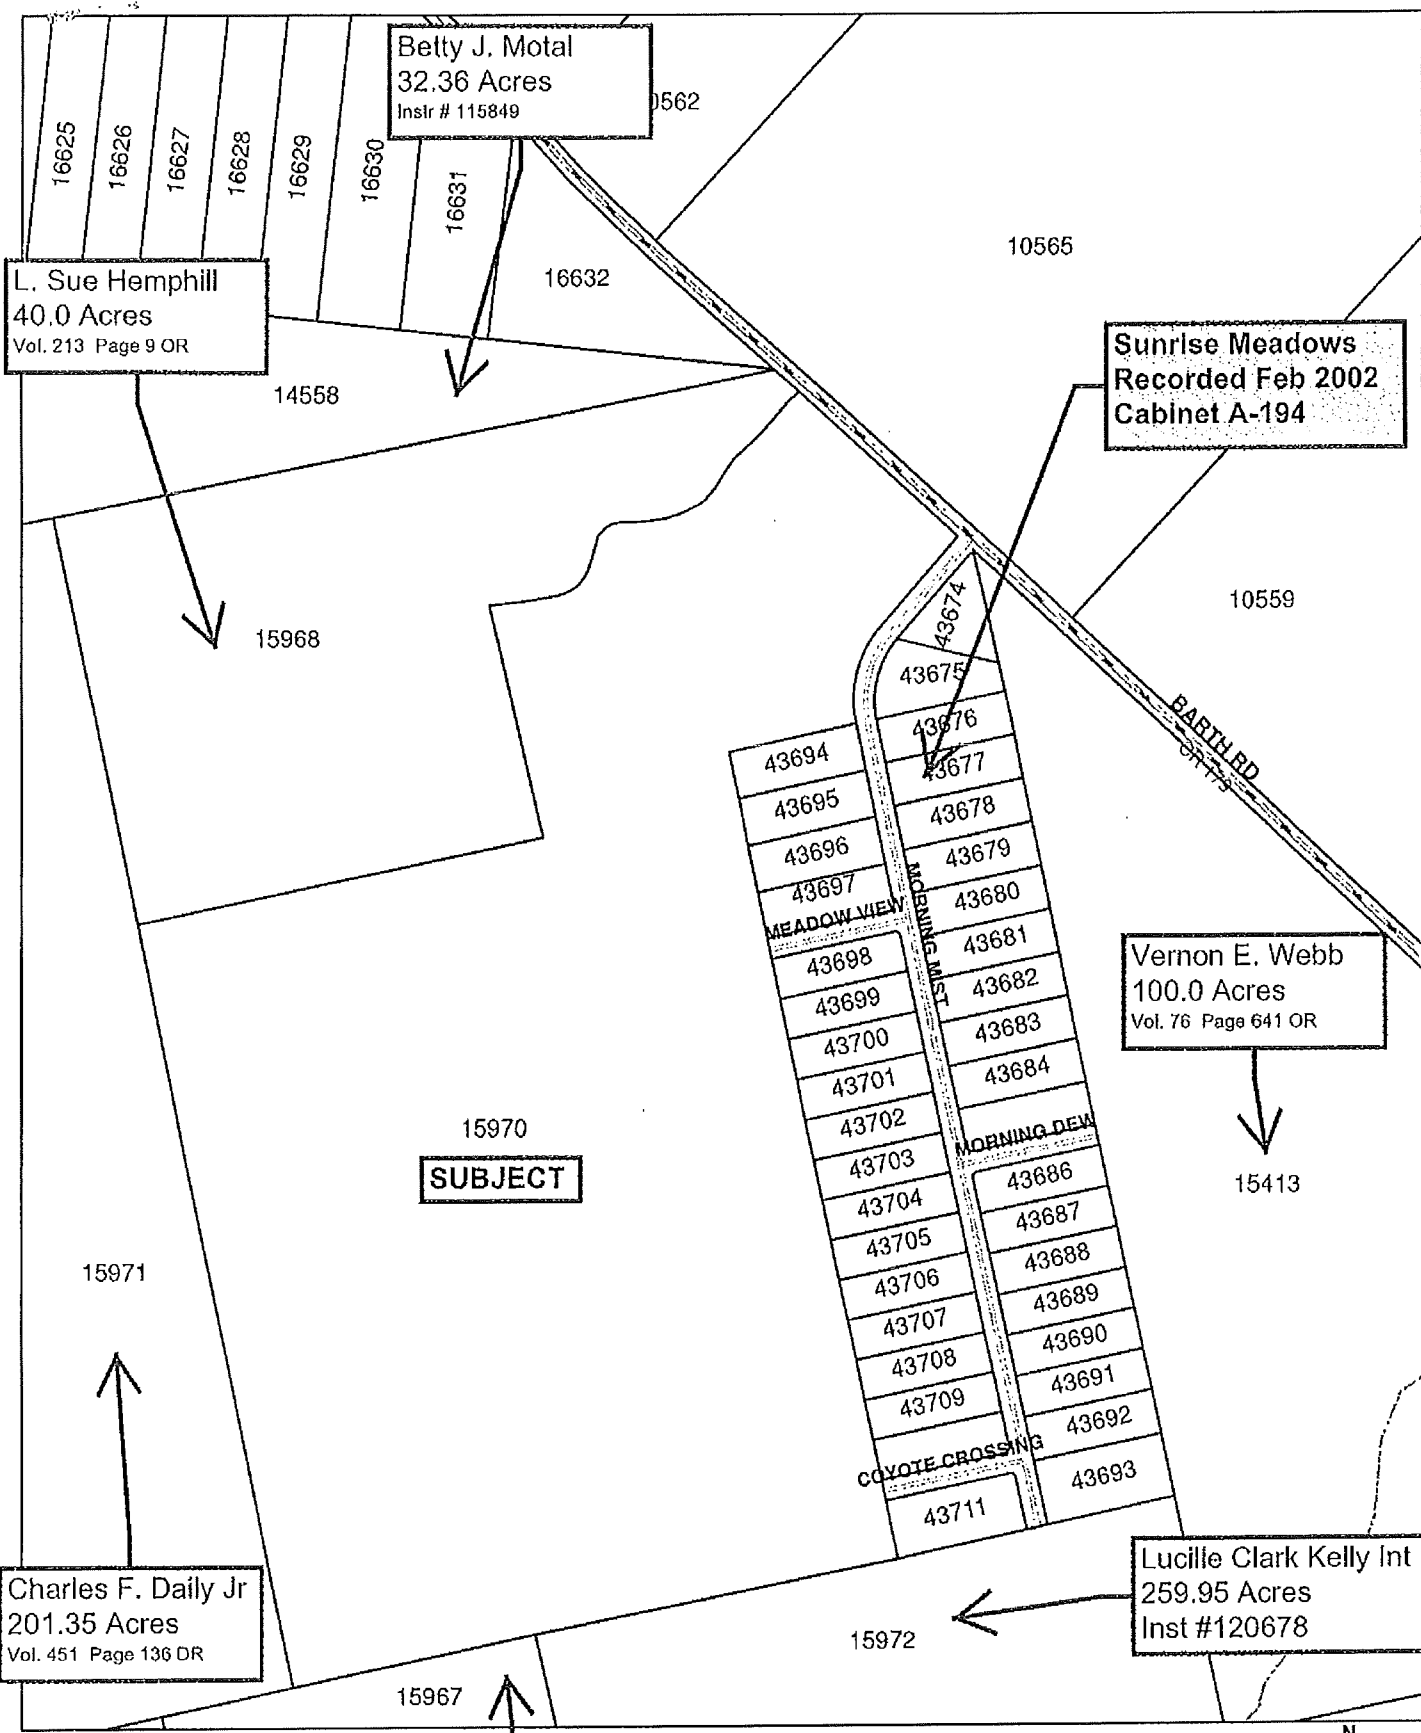 Betty J. Motal
32.36 Acres
Instr # 115849
0562
16625
16626
16627
16628
16629
16630
16631
16632
10565
L. Sue Hemphill
40.0 Acres
Vol. 213 Page 9 OR
14558
Sunrise Meadows
Recorded Feb 2002
Cabinet A-194
15968
10559
43674
43675
43676
43677
43678
43679
43680
43681
43682
43683
43684
43694
43695
43696
43697
MEADOW VIEW
MORNING MIST
BARTH RD
CR 179
43698
43699
43700
43701
43702
43703
43704
43705
43706
43707
43708
43709
Vernon E. Webb
100.0 Acres
Vol. 76 Page 641 OR
MORNING DEW
15413
43686
43687
43688
43689
43690
43691
43692
43693
15970
SUBJECT
15971
COYOTE CROSSING
43711
Charles F. Daily Jr
201.35 Acres
Vol. 451 Page 136 DR
Lucille Clark Kelly Int
259.95 Acres
Inst #120678
15972
15967
N